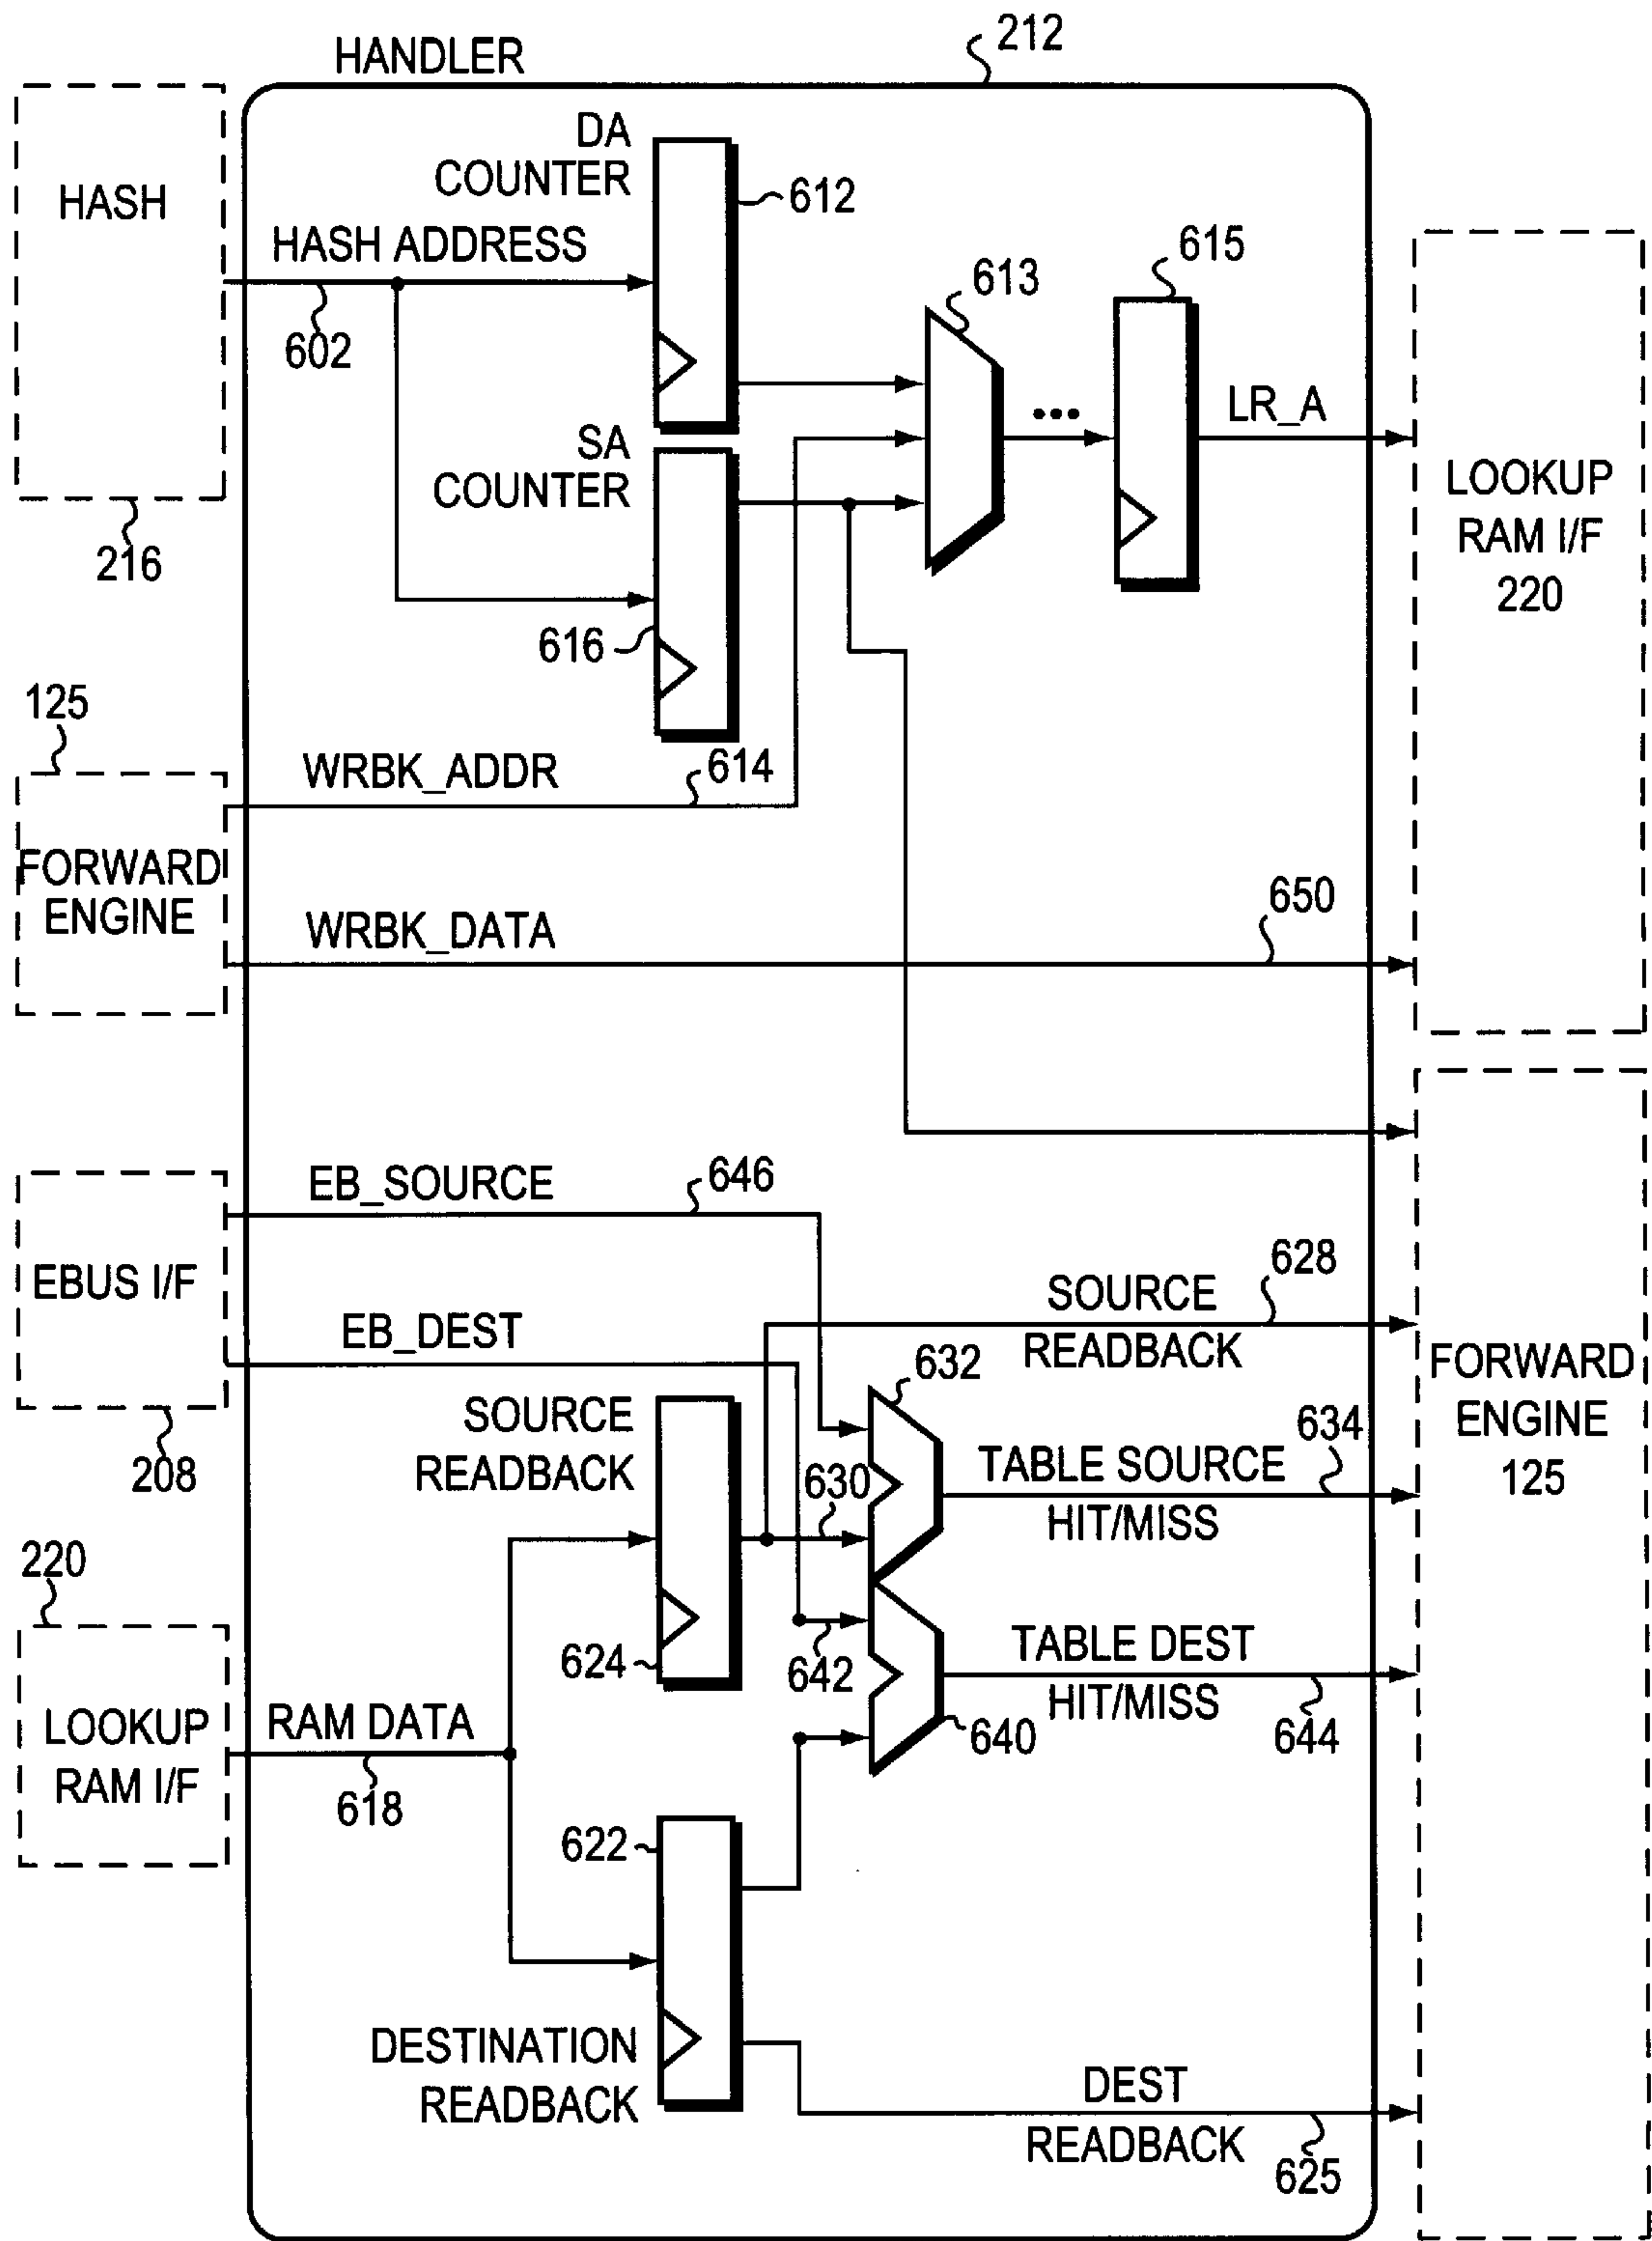 212
HANDLER
HASH
DA
COUNTER
612
HASH ADDRESS
602
613
615
LR_A
SA
COUNTER
LOOKUP
RAM I/F
220
216
616
125
WRBK_ADDR
614
FORWARD
ENGINE
WRBK_DATA
650
EB_SOURCE
646
EBUS I/F
EB_DEST
628
SOURCE
READBACK
632
FORWARD
ENGINE
125
208
SOURCE
READBACK
630
TABLE SOURCE
HIT/MISS
634
220
624
642
TABLE DEST
HIT/MISS
640
644
LOOKUP
RAM I/F
RAM DATA
618
622
DESTINATION
READBACK
DEST
READBACK
625